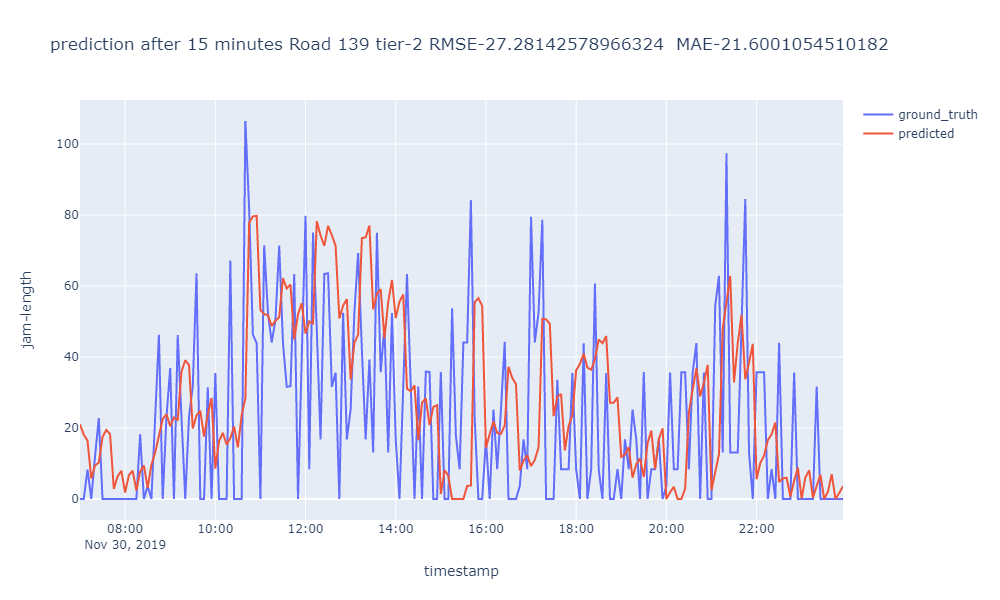 prediction after 15 minutes Road 139 tier-2 RMSE-27.28142578966324  MAE-21.6001054510182
ground_truth
predicted
100
80
60
40
20
0
jam-length
08:00 10:00 12:00 14:00 16:00 18:00 20:00 22:00
Nov 30, 2019
timestamp